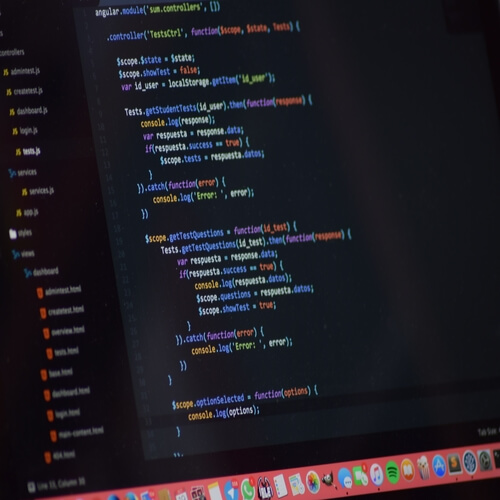 controllers
admintest.js
createtest.js
dashboard.js
login.js
tests.js
services
services.js
app.js
styles
views
dashboard
admintest.html
createtest.html
overview.html
tests.html
base.html
dashboard.html
login.html
main-content.html
404.html
Line 11, Column 30
angular.module('sum.controllers', [])
.controller('TestsCtrl', function($scope, $state, Tests) {
$scope.$state = $state;
$scope.showTest = false;
var id_user = localStorage.getItem('id_user');
Tests.getStudentTests(id_user).then(function(response) {
console.log(response);
var respuesta = response.data;
if(respuesta.success == true) {
$scope.tests = respuesta.datos;
}
}).catch(function(error) {
console.log('Error: ', error);
})
$scope.getTestQuestions = function(id_test) {
Tests.getTestQuestions(id_test).then(function(response) {
var respuesta = response.data;
if(respuesta.success == true) {
console.log(respuesta.datos);
$scope.questions = respuesta.datos;
$scope.showTest = true;
}
}).catch(function(error) {
console.log('Error: ', error);
})
}
$scope.optionSelected = function(options) {
console.log(options);
}